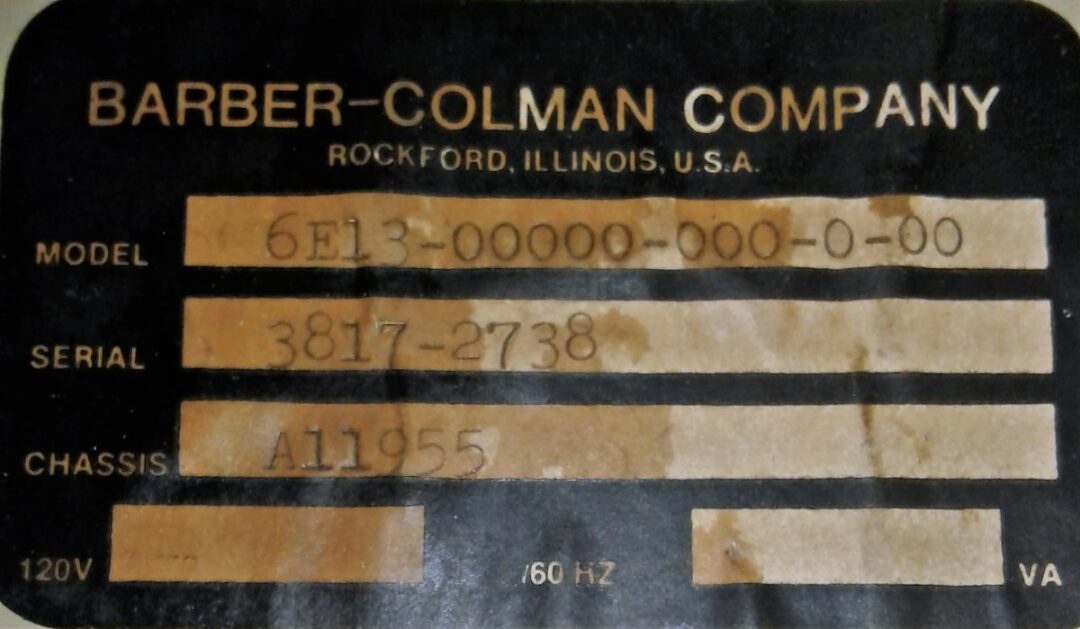 BARBER-COLMAN COMPANY
ROCKFORD, ILLINOIS, U.S.A.
MODEL 6E13-00000-000-0-00
SERIAL 3817-2738
CHASSIS A11955
120V /60 HZ VA